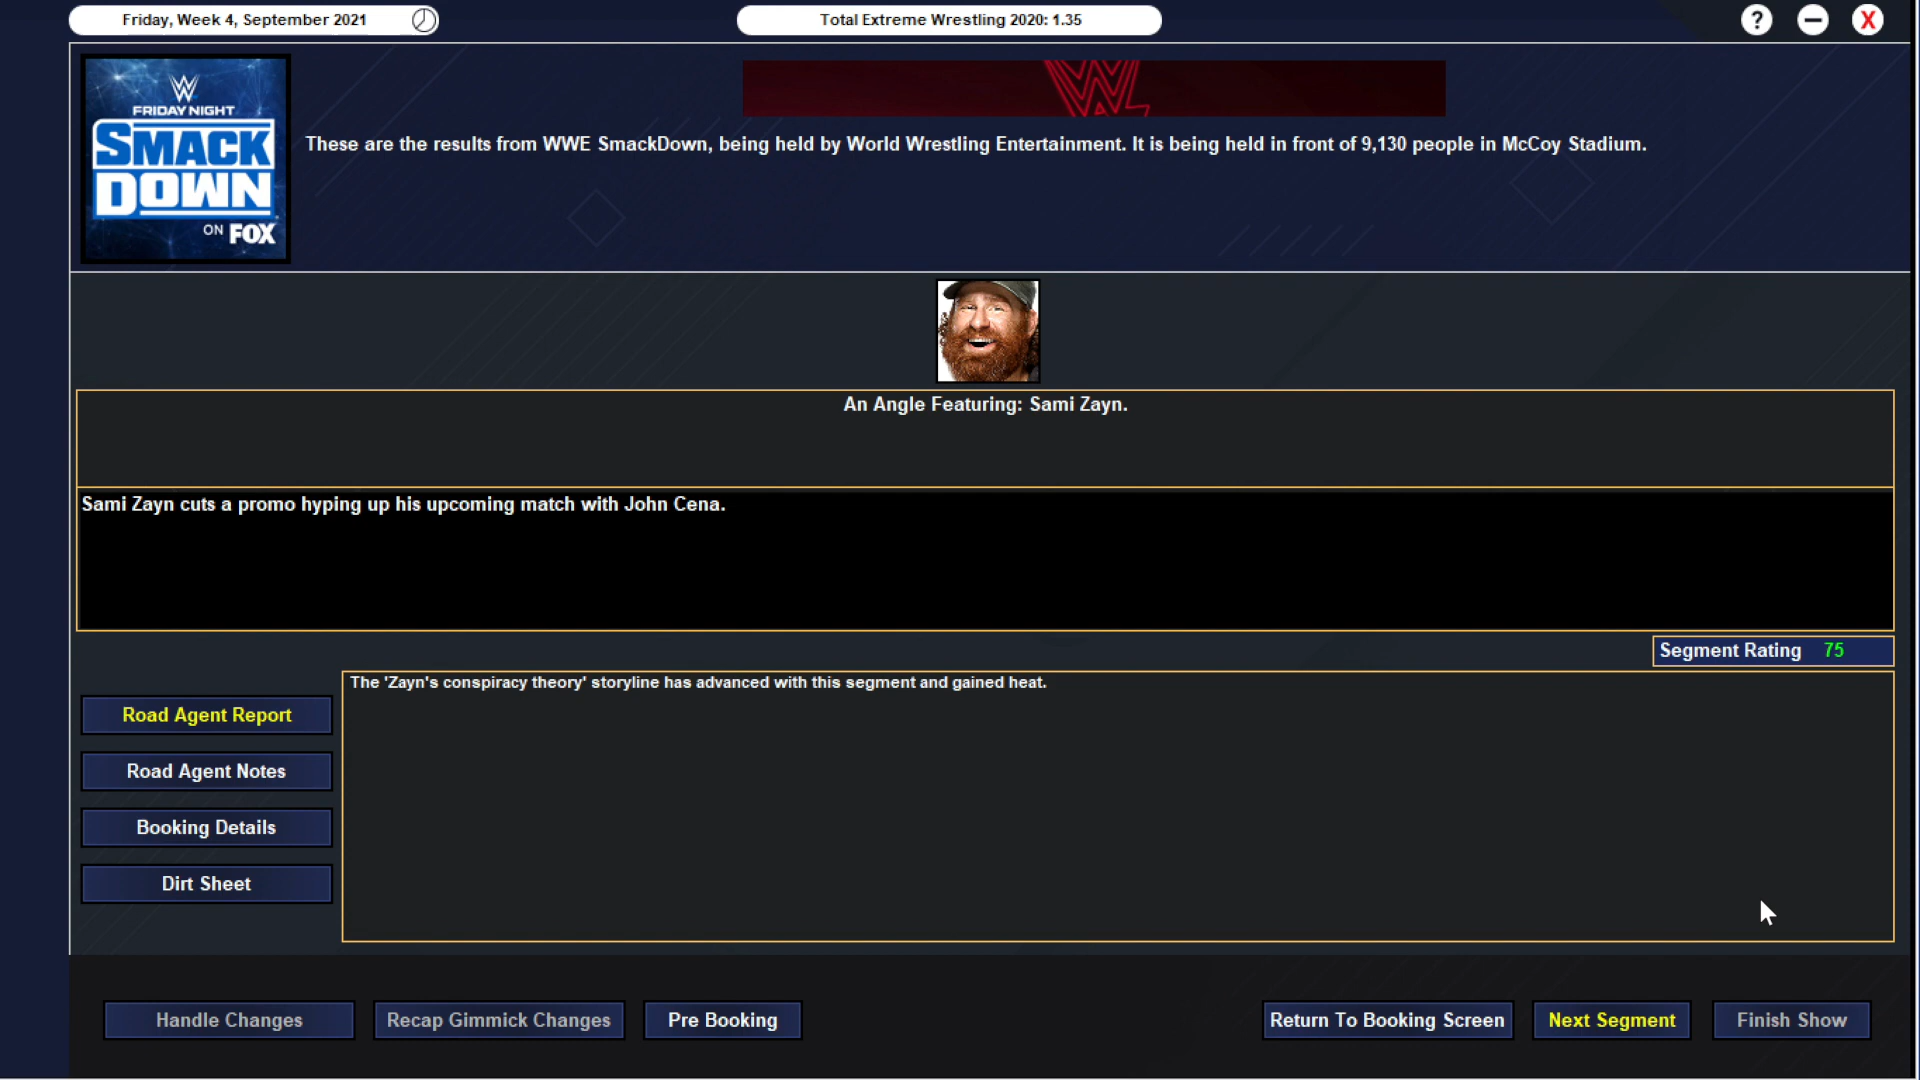 Friday, Week 4, September 2021
Total Extreme Wrestling 2020: 1.35
?
X
W
FRIDAY NIGHT
SMACK
DOWN
ON FOX
These are the results from WWE SmackDown, being held by World Wrestling Entertainment. It is being held in front of 9,130 people in McCoy Stadium.
An Angle Featuring: Sami Zayn.
Sami Zayn cuts a promo hyping up his upcoming match with John Cena.
Segment Rating 75
The 'Zayn's conspiracy theory' storyline has advanced with this segment and gained heat.
Road Agent Report
Road Agent Notes
Booking Details
Dirt Sheet
Handle Changes
Recap Gimmick Changes
Pre Booking
Return To Booking Screen
Next Segment
Finish Show